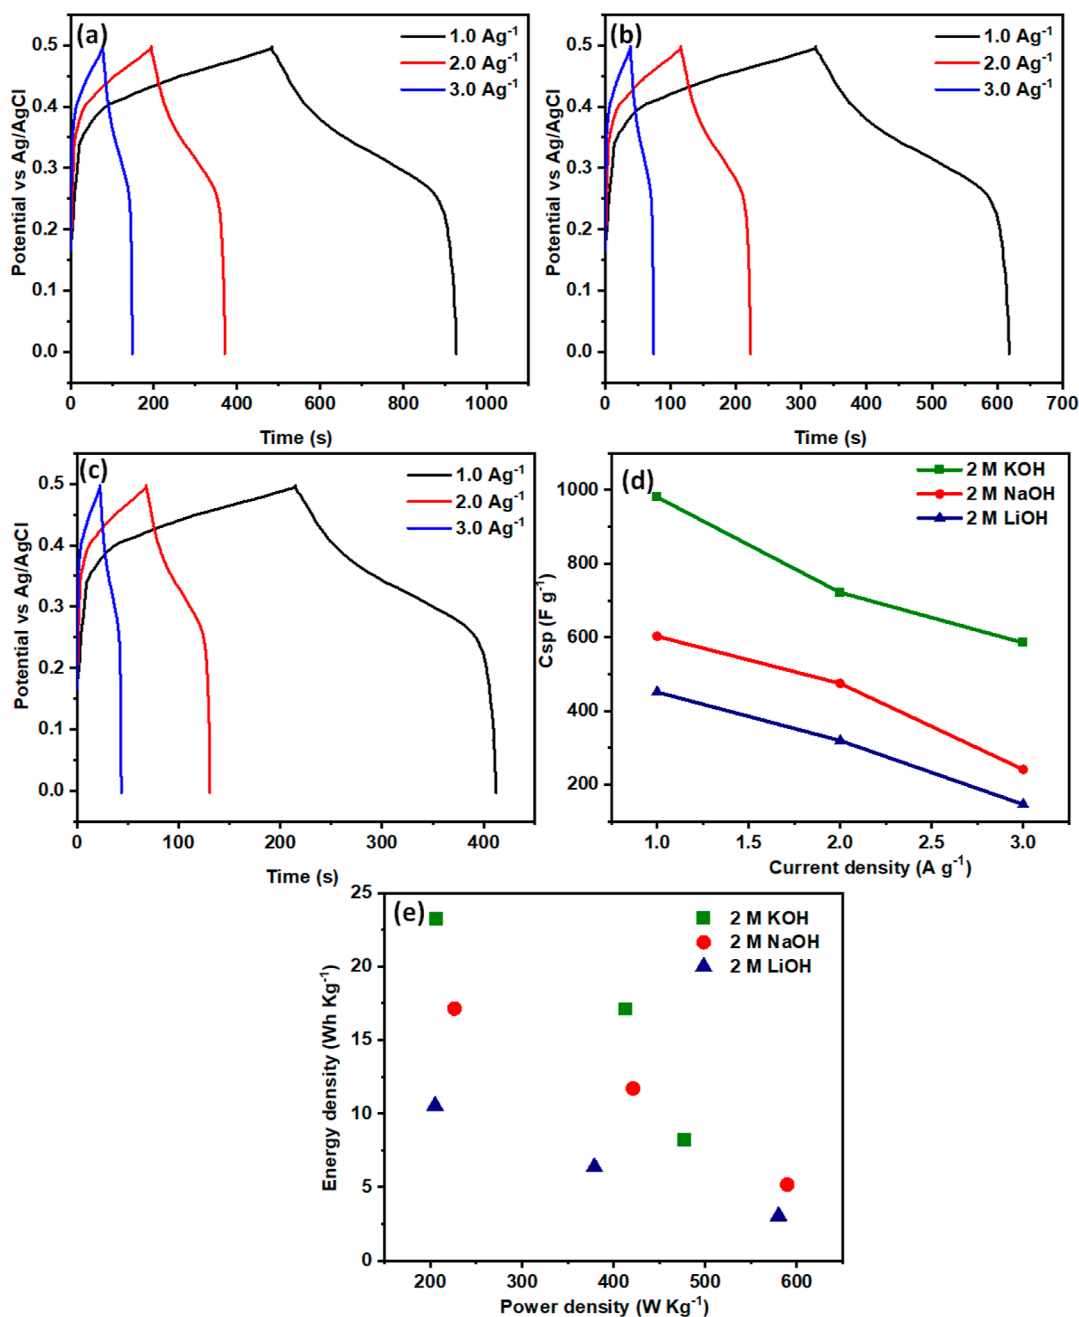 (a)
1.0 Ag⁻¹
2.0 Ag⁻¹
3.0 Ag⁻¹
Potential vs Ag/AgCl
0.5
0.4
0.3
0.2
0.1
0.0
0 200 400 600 800 1000
Time (s)
(b)
1.0 Ag⁻¹
2.0 Ag⁻¹
3.0 Ag⁻¹
Potential vs Ag/AgCl
0.5
0.4
0.3
0.2
0.1
0.0
0 100 200 300 400 500 600 700
Time (s)
(c)
1.0 Ag⁻¹
2.0 Ag⁻¹
3.0 Ag⁻¹
Potential vs Ag/AgCl
0.5
0.4
0.3
0.2
0.1
0.0
0 100 200 300 400
Time (s)
(d)
2 M KOH
2 M NaOH
2 M LiOH
Csp (F g⁻¹)
1000
800
600
400
200
1.0 1.5 2.0 2.5 3.0
Current density (A g⁻¹)
(e)
2 M KOH
2 M NaOH
2 M LiOH
Energy density (Wh Kg⁻¹)
25
20
15
10
5
0
200 300 400 500 600
Power density (W Kg⁻¹)